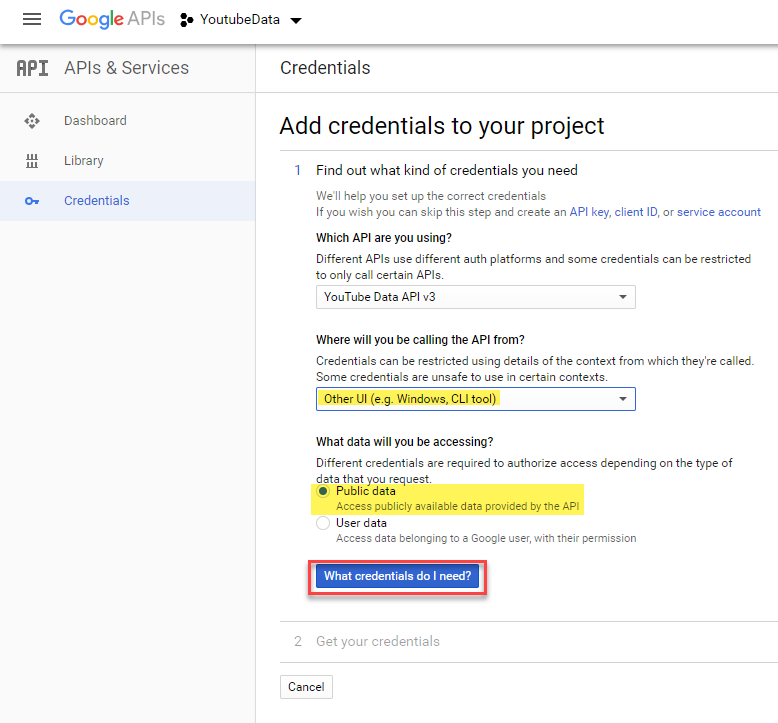 Google APIs YoutubeData
API APIs & Services
Credentials
Dashboard
Library
Credentials
Add credentials to your project
1 Find out what kind of credentials you need
We'll help you set up the correct credentials
If you wish you can skip this step and create an API key, client ID, or service account
Which API are you using?
Different APIs use different auth platforms and some credentials can be restricted
to only call certain APIs.
YouTube Data API v3
Where will you be calling the API from?
Credentials can be restricted using details of the context from which they're called.
Some credentials are unsafe to use in certain contexts.
Other UI (e.g. Windows, CLI tool)
What data will you be accessing?
Different credentials are required to authorize access depending on the type of
data that you request.
Public data
Access publicly available data provided by the API
User data
Access data belonging to a Google user, with their permission
What credentials do I need?
2 Get your credentials
Cancel